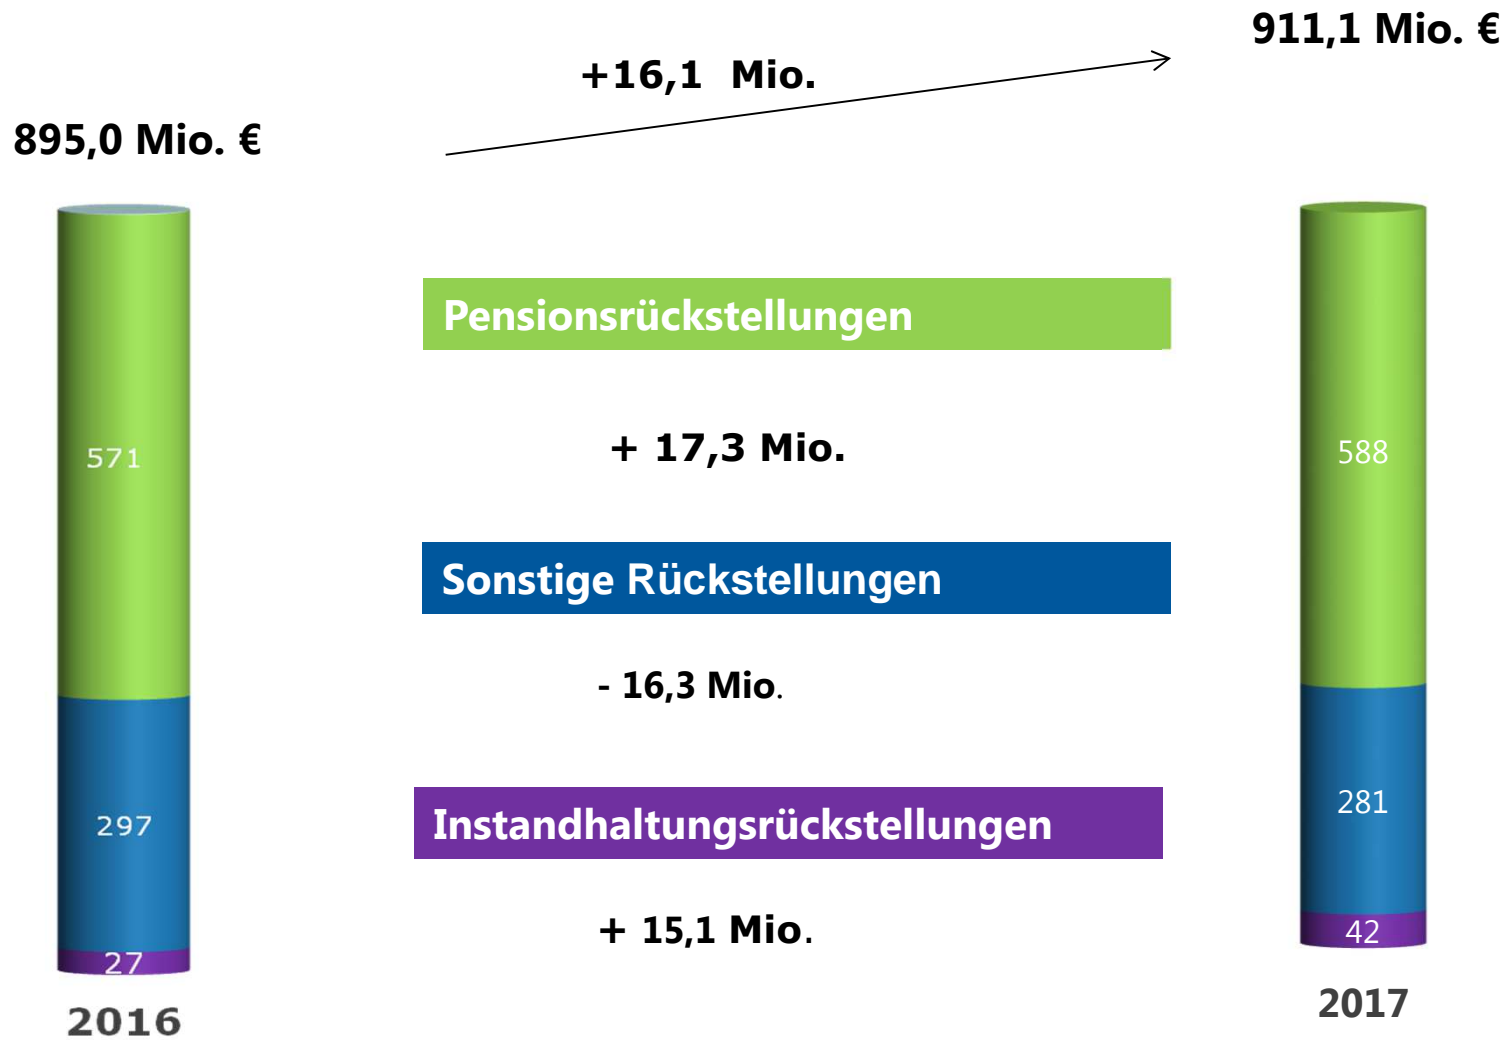 911,1 Mio. €
+16,1 Mio.
895,0 Mio. €
Pensionsrückstellungen
571
588
+ 17,3 Mio.
Sonstige Rückstellungen
- 16,3 Mio.
297
281
Instandhaltungsrückstellungen
+ 15,1 Mio.
27
42
2016
2017